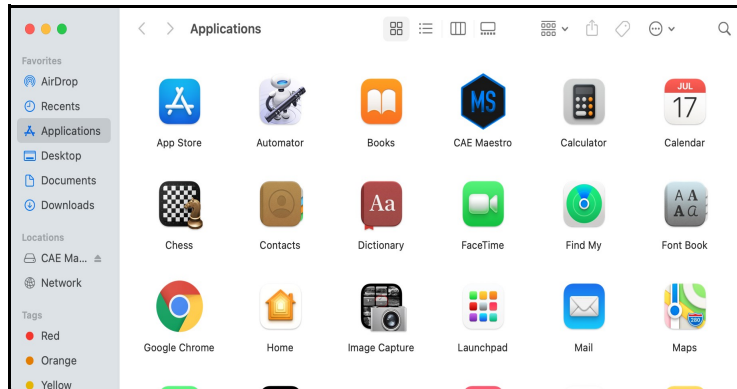 Applications
Favorites
AirDrop
Recents
Applications
Desktop
Documents
Downloads
Locations
CAE Ma...
Network
Tags
Red
Orange
Yellow
MS
JUL
17
App Store
Automator
Books
CAE Maestro
Calculator
Calendar
Aa
A A
A a
Chess
Contacts
Dictionary
FaceTime
Find My
Font Book
280
Google Chrome
Home
Image Capture
Launchpad
Mail
Maps